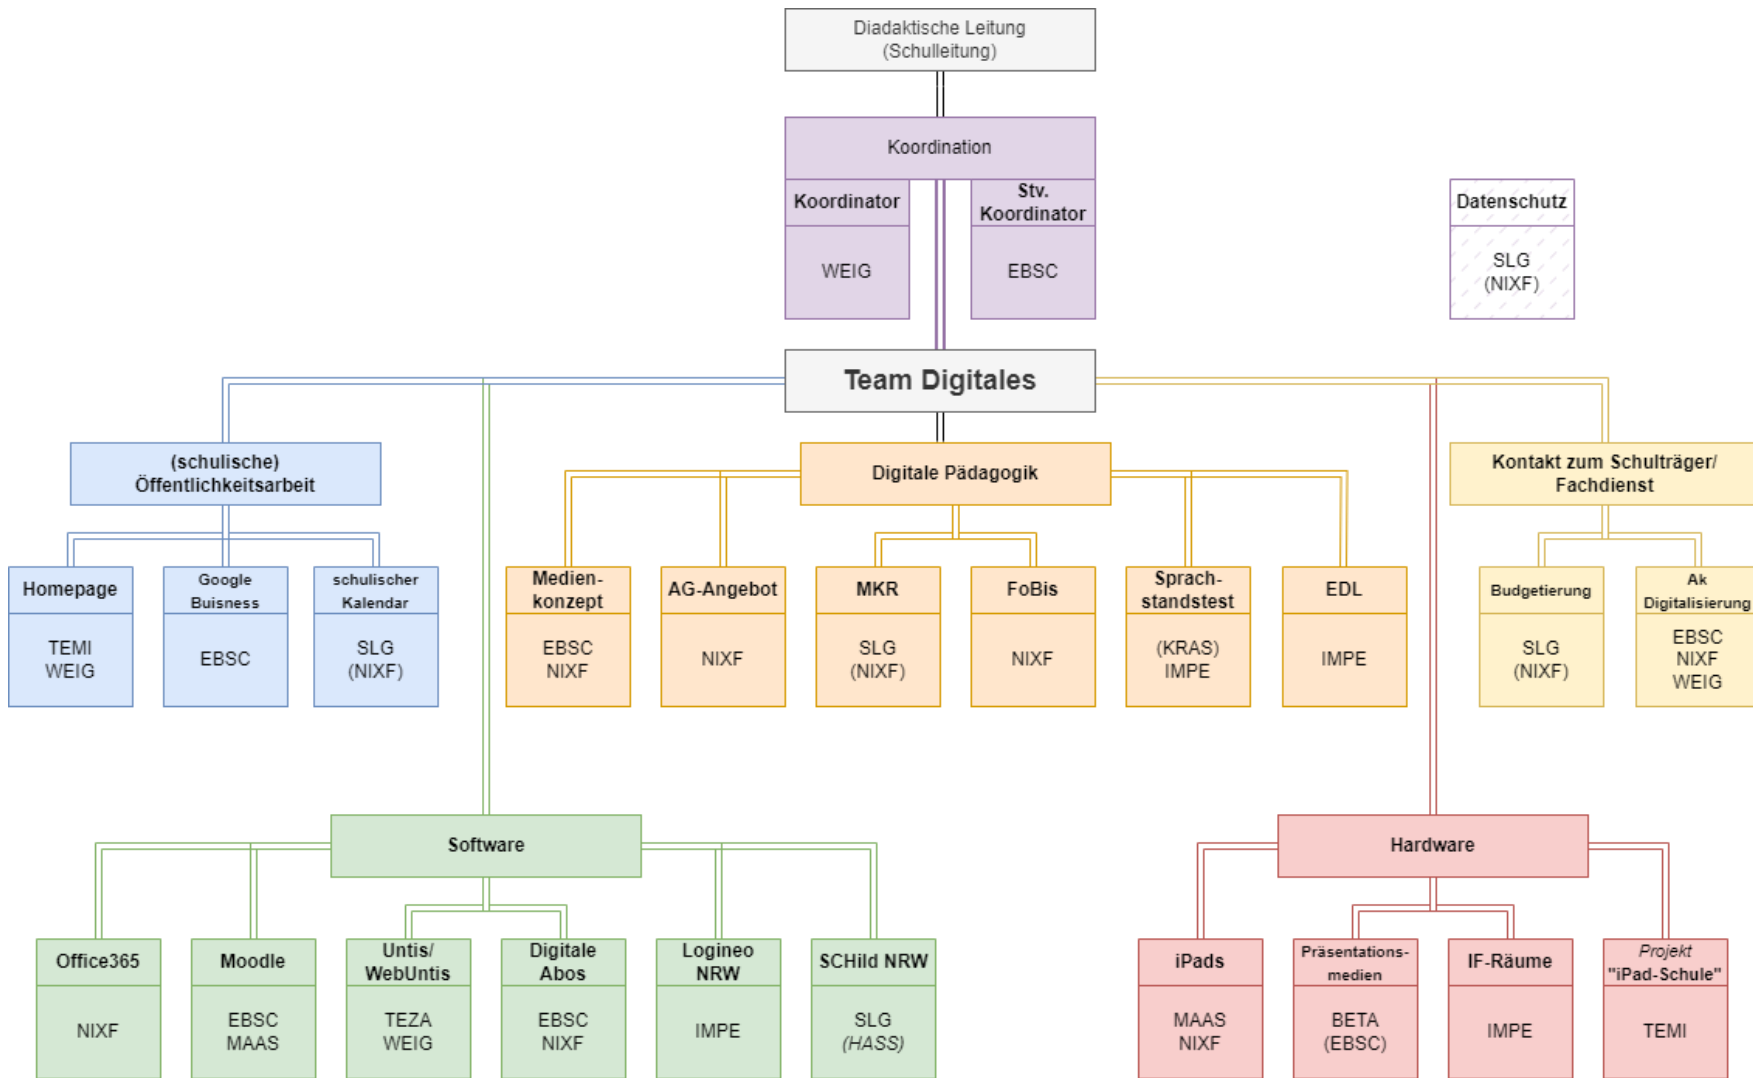 Diadaktische Leitung
(Schulleitung)
Koordination
Koordinator
WEIG
Stv.
Koordinator
EBSC
Datenschutz
SLG
(NIXF)
Team Digitales
(schulische)
Öffentlichkeitsarbeit
Homepage
TEMI
WEIG
Google
Buisness
EBSC
schulischer
Kalendar
SLG
(NIXF)
Digitale Pädagogik
Medien-
konzept
EBSC
NIXF
AG-Angebot
NIXF
MKR
SLG
(NIXF)
FoBis
NIXF
Sprach-
standstest
(KRAS)
IMPE
EDL
IMPE
Kontakt zum Schulträger/
Fachdienst
Budgetierung
SLG
(NIXF)
Ak
Digitalisierung
EBSC
NIXF
WEIG
Software
Office365
NIXF
Moodle
EBSC
MAAS
Untis/
WebUntis
TEZA
WEIG
Digitale
Abos
EBSC
NIXF
Logineo
NRW
IMPE
SCHild NRW
SLG
(HASS)
Hardware
iPads
MAAS
NIXF
Präsentations-
medien
BETA
(EBSC)
IF-Räume
IMPE
Projekt
"iPad-Schule"
TEMI